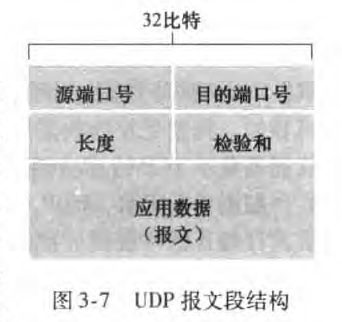 32比特
源端口号 目的端口号
长度 检验和
应用数据
（报文）
图 3-7 UDP 报文段结构